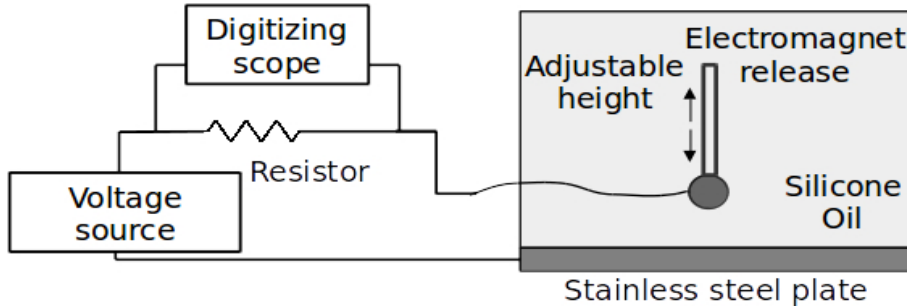 Digitizing
scope
Resistor
Voltage
source
Electromagnet
release
Adjustable
height
Silicone
Oil
Stainless steel plate